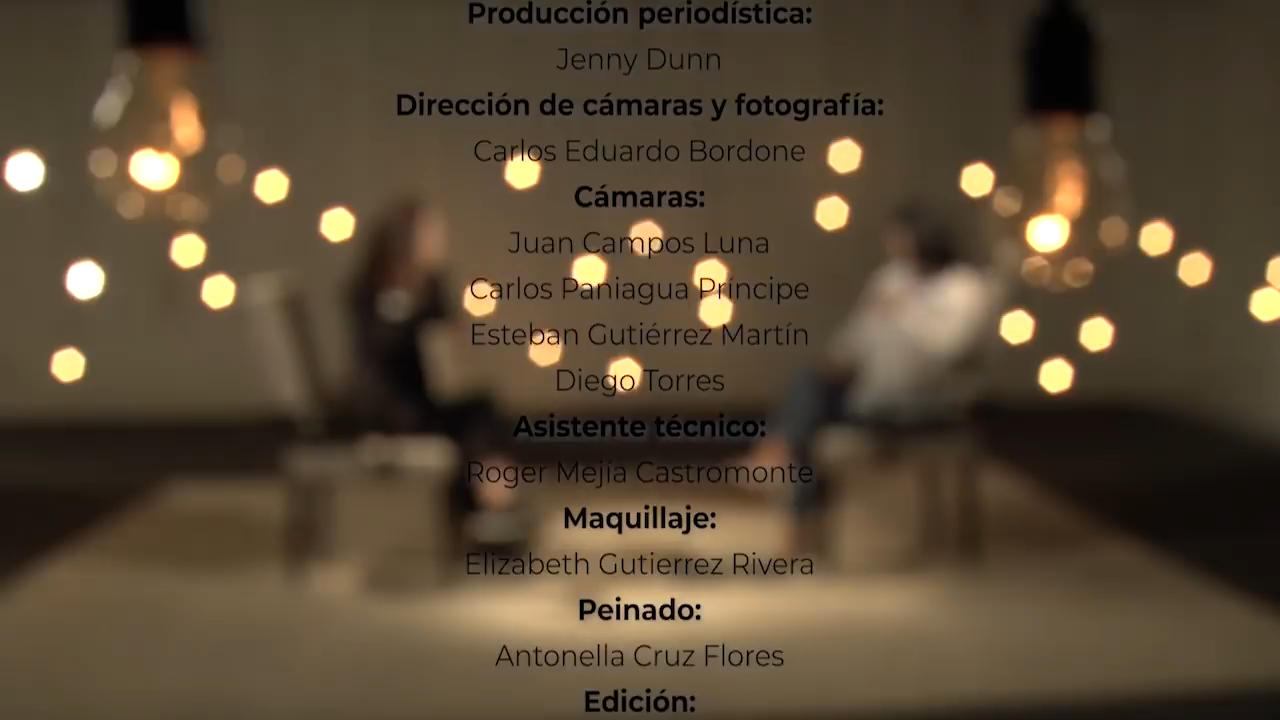 Producción periodística:
Jenny Dunn
Dirección de cámaras y fotografía:
Carlos Eduardo Bordone
Cámaras:
Juan Campos Luna
Carlos Paniagua Príncipe
Esteban Gutiérrez Martín
Diego Torres
Asistente técnico:
Roger Mejía Castromonte
Maquillaje:
Elizabeth Gutierrez Rivera
Peinado:
Antonella Cruz Flores
Edición: